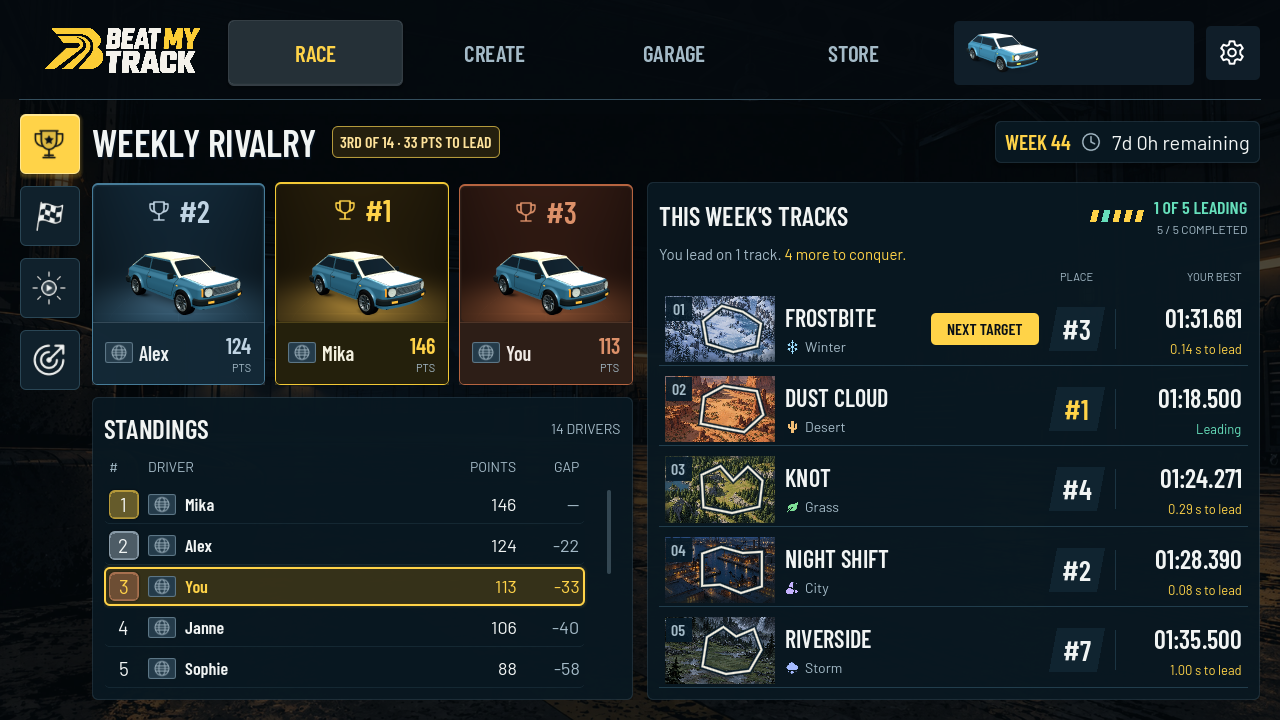 BEAT MY
TRACK
RACE
CREATE
GARAGE
STORE
WEEKLY RIVALRY
3RD OF 14 · 33 PTS TO LEAD
WEEK 44
7d 0h remaining
#2
Alex
124
PTS
#1
Mika
146
PTS
#3
You
113
PTS
STANDINGS
14 DRIVERS
# DRIVER POINTS GAP
1 Mika 146 —
2 Alex 124 -22
3 You 113 -33
4 Janne 106 -40
5 Sophie 88 -58
THIS WEEK'S TRACKS
1 OF 5 LEADING
5 / 5 COMPLETED
You lead on 1 track. 4 more to conquer.
PLACE YOUR BEST
01
FROSTBITE
Winter
NEXT TARGET
#3
01:31.661
0.14 s to lead
02
DUST CLOUD
Desert
#1
01:18.500
Leading
03
KNOT
Grass
#4
01:24.271
0.29 s to lead
04
NIGHT SHIFT
City
#2
01:28.390
0.08 s to lead
05
RIVERSIDE
Storm
#7
01:35.500
1.00 s to lead